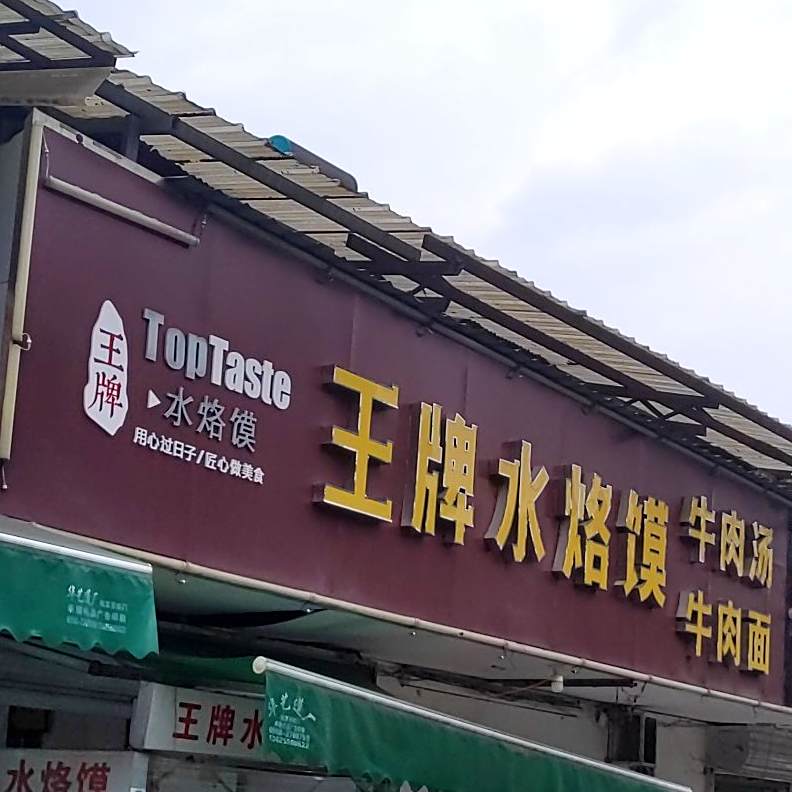 王牌
TopTaste
水烙馍
用心过日子/匠心做美食
王牌水烙馍
牛肉汤
牛肉面
王牌水
水烙馍